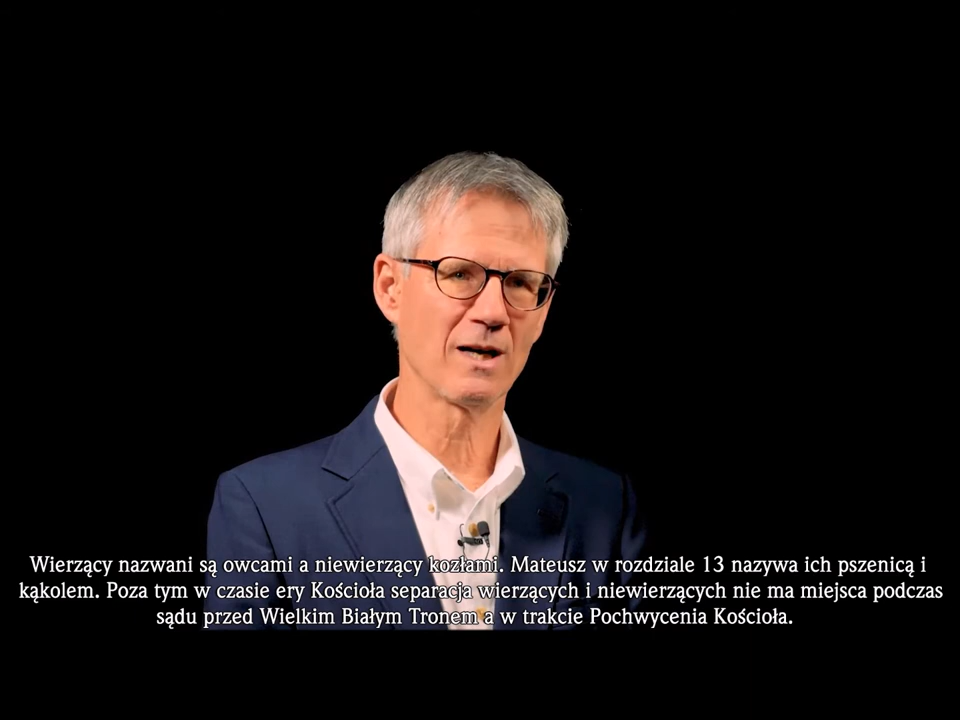 Wierzący nazwani są owcami a niewierzący kozłami. Mateusz w rozdziale 13 nazywa ich pszenicą i
kąkolem. Poza tym w czasie ery Kościoła separacja wierzących i niewierzących nie ma miejsca podczas
sądu przed Wielkim Białym Tronem a w trakcie Pochwycenia Kościoła.